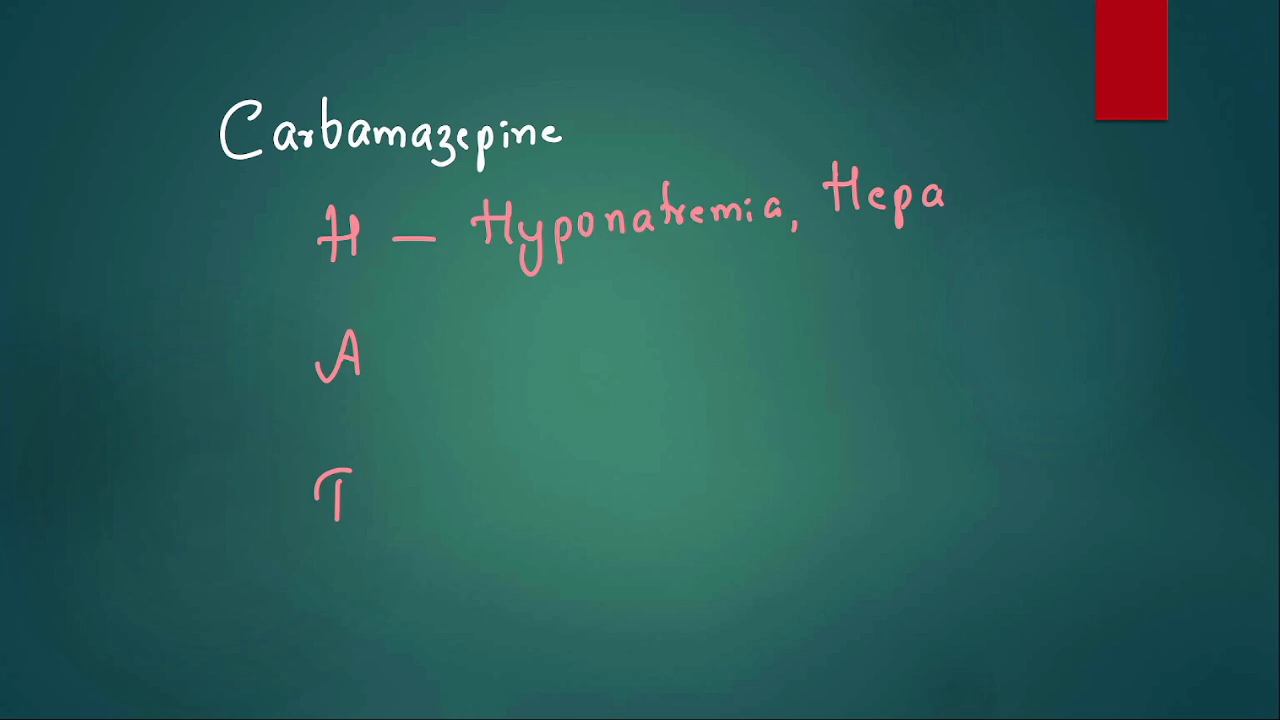 Carbamazepine
H — Hyponatremia, Hepa
A
T